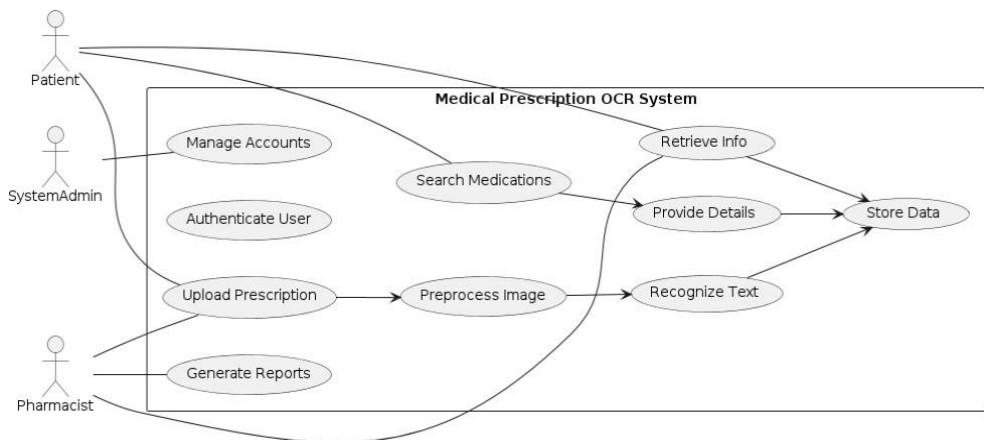 Patient
Medical Prescription OCR System
Manage Accounts
Retrieve Info
SystemAdmin
Search Medications
Authenticate User
Provide Details
Store Data
Upload Prescription
Preprocess Image
Recognize Text
Generate Reports
Pharmacist